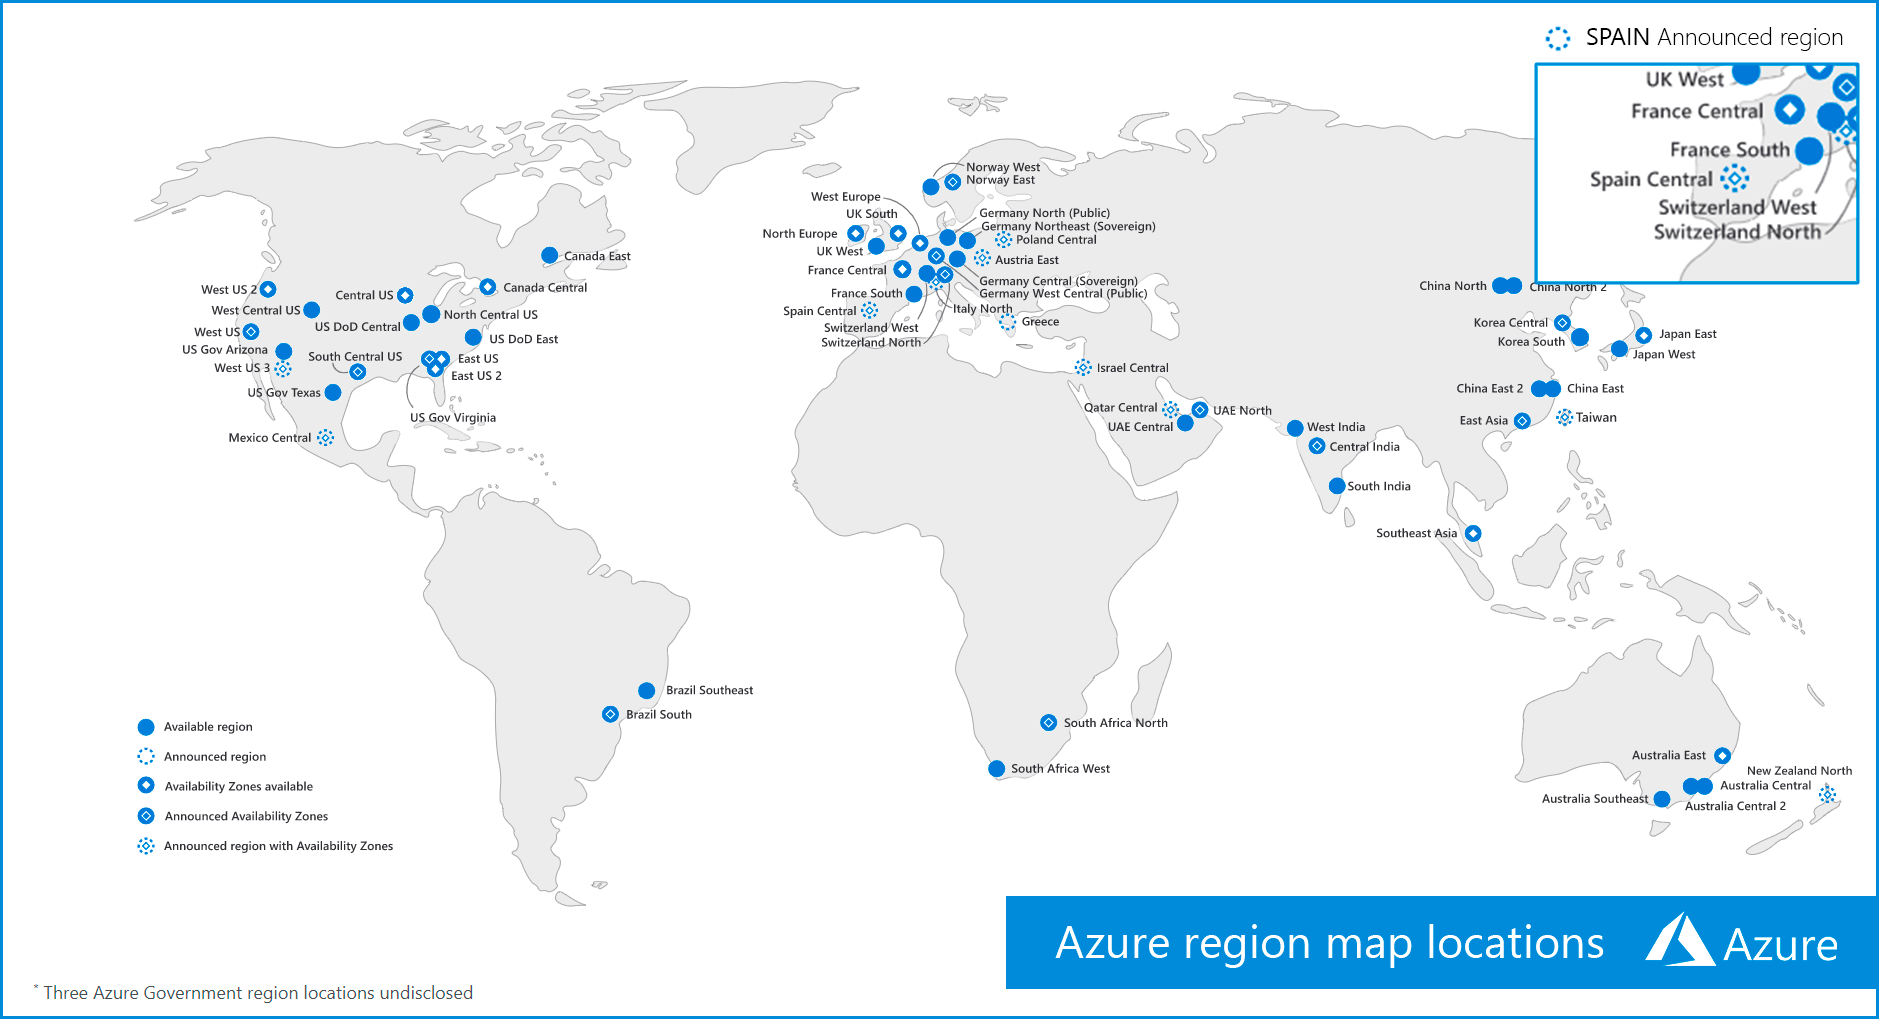 SPAIN Announced region
UK West
France Central
France South
Spain Central
Switzerland West
Switzerland North
Norway West
Norway East
West Europe
UK South
North Europe
UK West
France Central
France South
Spain Central
Switzerland West
Switzerland North
Germany North (Public)
Germany Northeast (Sovereign)
Poland Central
Austria East
Germany Central (Sovereign)
Germany West Central (Public)
Italy North
Greece
Canada East
Canada Central
West US 2
Central US
West Central US
North Central US
US DoD Central
West US
US DoD East
US Gov Arizona
South Central US
East US
West US 3
East US 2
US Gov Texas
US Gov Virginia
Mexico Central
Israel Central
Qatar Central
UAE North
UAE Central
West India
Central India
South India
China North
China North 2
Korea Central
Korea South
Japan East
Japan West
China East 2
China East
East Asia
Taiwan
Southeast Asia
Brazil Southeast
Brazil South
South Africa North
South Africa West
Australia East
New Zealand North
Australia Central
Australia Southeast
Australia Central 2
Available region
Announced region
Availability Zones available
Announced Availability Zones
Announced region with Availability Zones
Azure region map locations
Azure
* Three Azure Government region locations undisclosed